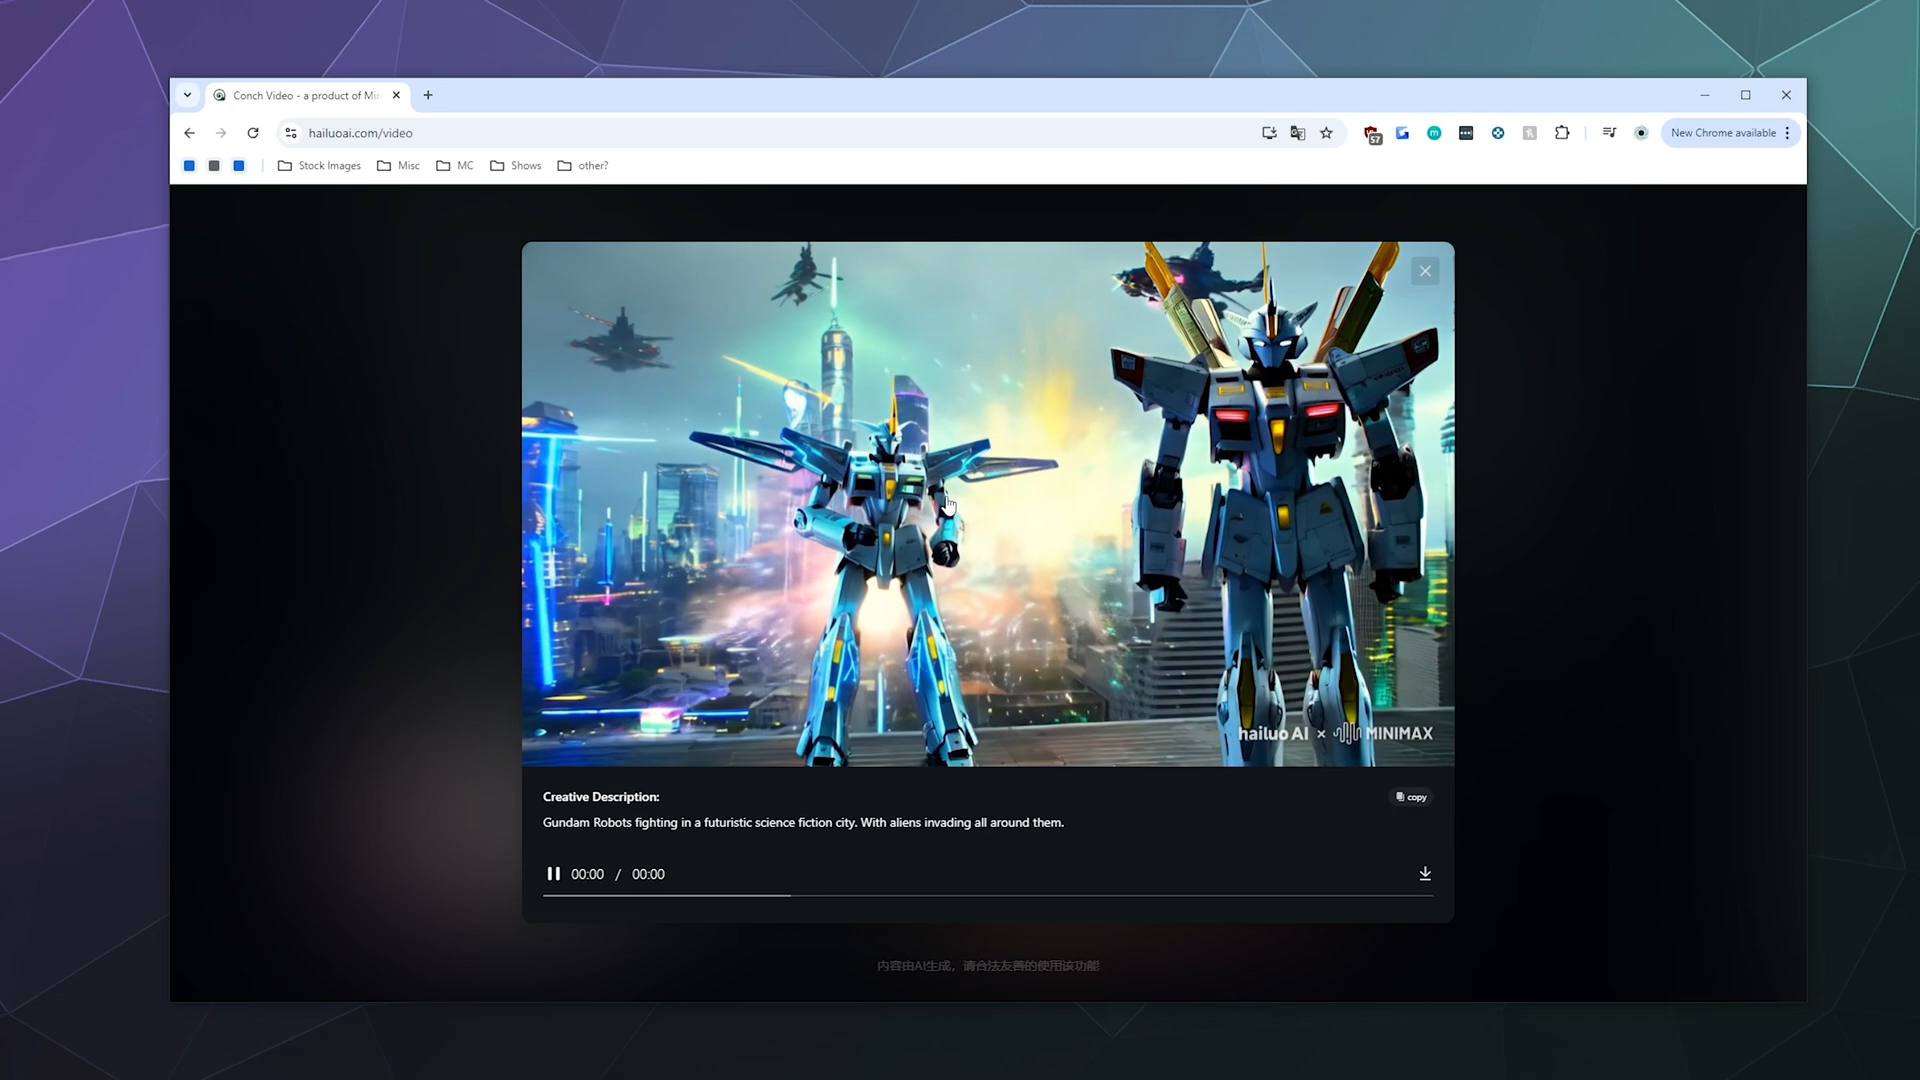 Conch Video - a product of Mi
hailuoai.com/video
57
m
New Chrome available
Stock Images
Misc
MC
Shows
other?
hailuo AI × MINIMAX
Creative Description:
copy
Gundam Robots fighting in a futuristic science fiction city. With aliens invading all around them.
00:00 / 00:00
内容由AI生成，请合法友善的使用该功能